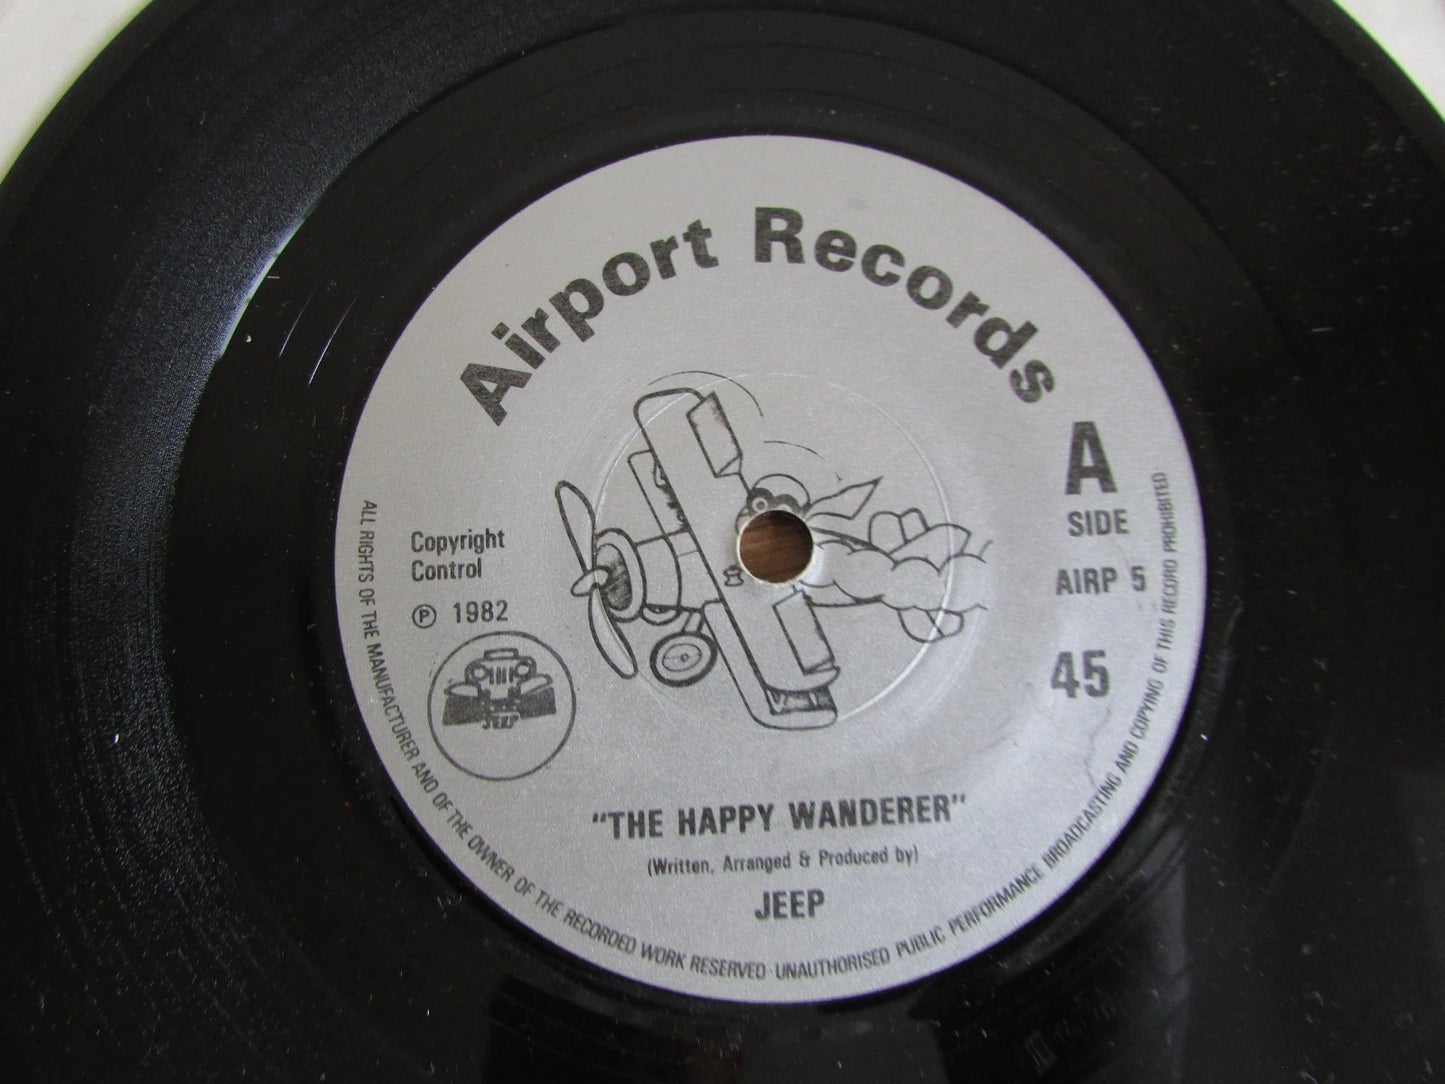 Airport Records
A
SIDE
AIRP 5
45
Copyright
Control
℗ 1982
JEEP
"THE HAPPY WANDERER"
(Written, Arranged & Produced by)
JEEP
ALL RIGHTS OF THE MANUFACTURER AND OF THE OWNER OF THE RECORDED WORK RESERVED · UNAUTHORISED PUBLIC PERFORMANCE BROADCASTING AND COPYING OF THIS RECORD PROHIBITED